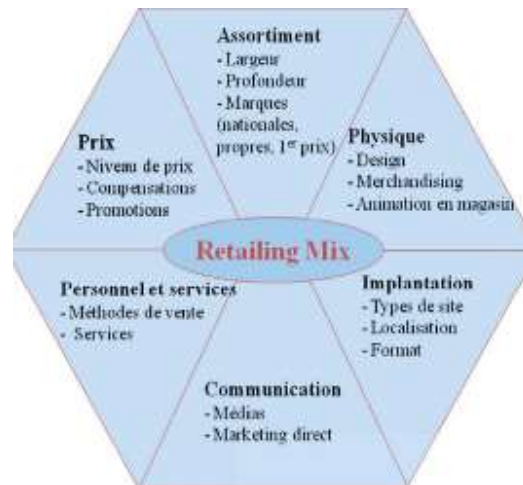 Assortiment
- Largeur
- Profondeur
- Marques
(nationales,
propres, 1er prix)
Prix
- Niveau de prix
- Compensations
- Promotions
Physique
- Design
- Merchandising
- Animation en magasin
Retailing Mix
Personnel et services
- Méthodes de vente
- Services
Implantation
- Types de site
- Localisation
- Format
Communication
- Médias
- Marketing direct